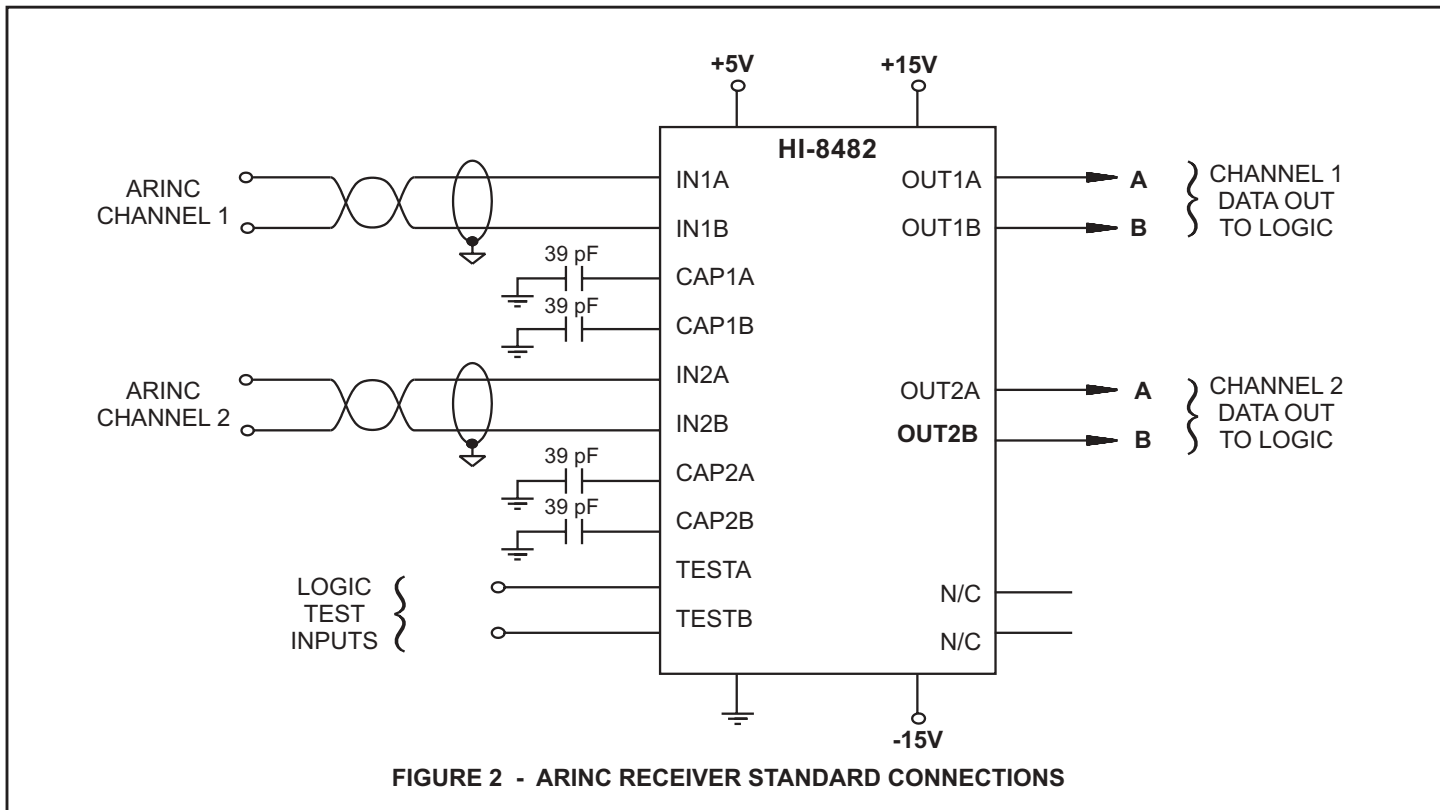 +5V
+15V
HI-8482
ARINC
CHANNEL 1
IN1A
IN1B
39 pF
CAP1A
39 pF
CAP1B
ARINC
CHANNEL 2
IN2A
IN2B
39 pF
CAP2A
39 pF
CAP2B
LOGIC
TEST
INPUTS
TESTA
TESTB
OUT1A
A
OUT1B
B
CHANNEL 1
DATA OUT
TO LOGIC
OUT2A
A
OUT2B
B
CHANNEL 2
DATA OUT
TO LOGIC
N/C
N/C
-15V
FIGURE 2 - ARINC RECEIVER STANDARD CONNECTIONS